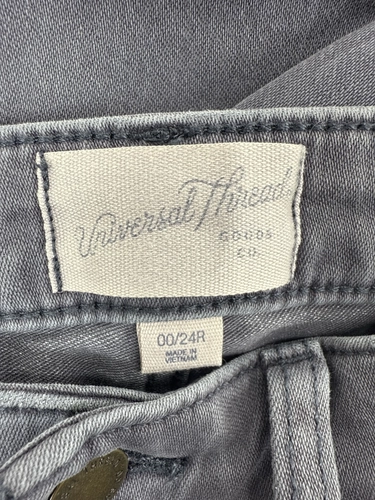 Universal Thread
GOODS
CO.
00/24R
MADE IN
VIETNAM